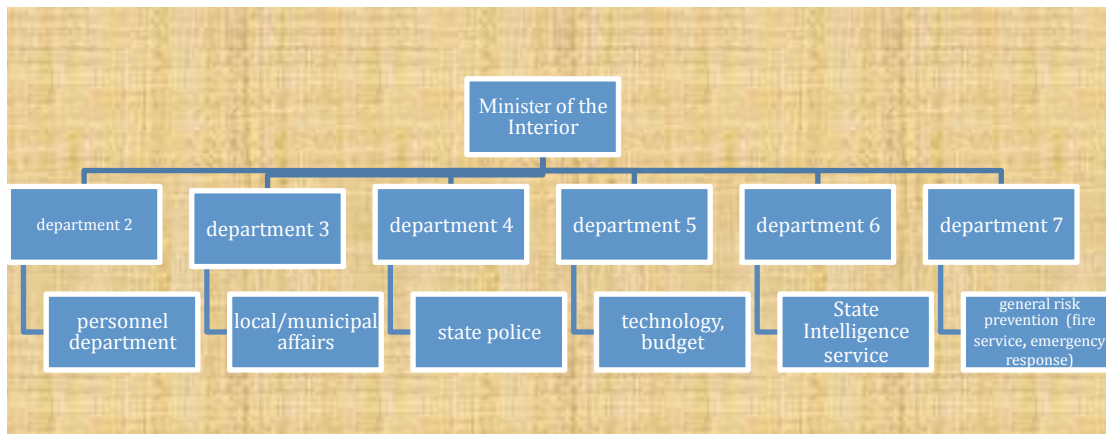 Minister of the
Interior
department 2
department 3
department 4
department 5
department 6
department 7
personnel
department
local/municipal
affairs
state police
technology,
budget
State
Intelligence
service
general risk
prevention (fire
service, emergency
response)